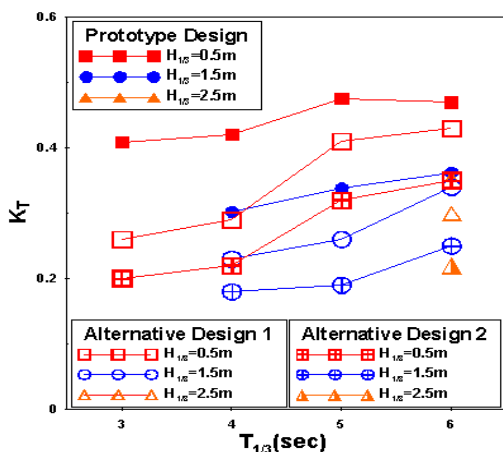 0.6
Prototype Design
H1/3=0.5m
H1/3=1.5m
H1/3=2.5m
0.4
KT
0.2
Alternative Design 1
H1/3=0.5m
H1/3=1.5m
H1/3=2.5m
Alternative Design 2
H1/3=0.5m
H1/3=1.5m
H1/3=2.5m
0
3 4 5 6
T1/3(sec)